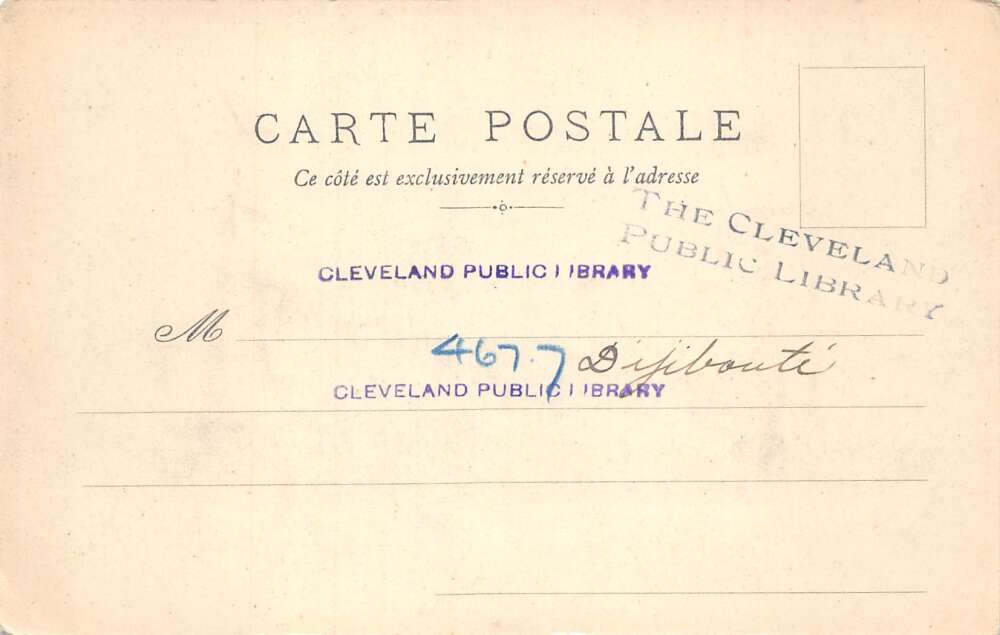 CARTE POSTALE
Ce côté est exclusivement réservé à l'adresse
THE CLEVELAND
PUBLIC LIBRARY
CLEVELAND PUBLIC LIBRARY
M
467.7 Djibouti
CLEVELAND PUBLIC LIBRARY